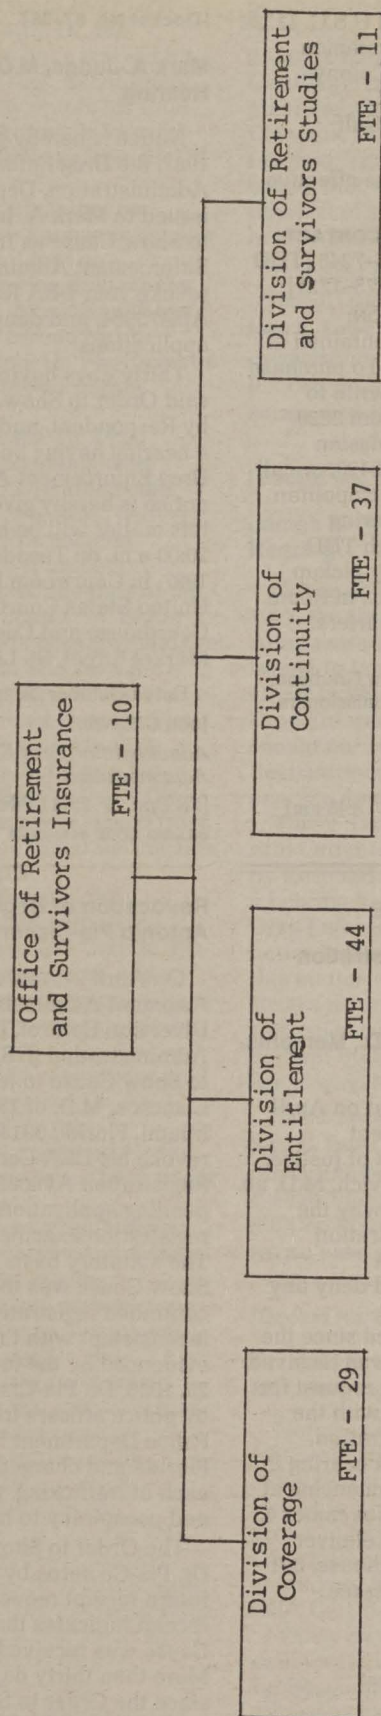 Office of Retirement
and Survivors Insurance
FTE - 10
Division of
Coverage
FTE - 29
Division of
Entitlement
FTE - 44
Division of
Continuity
FTE - 37
Division of Retirement
and Survivors Studies
FTE - 11